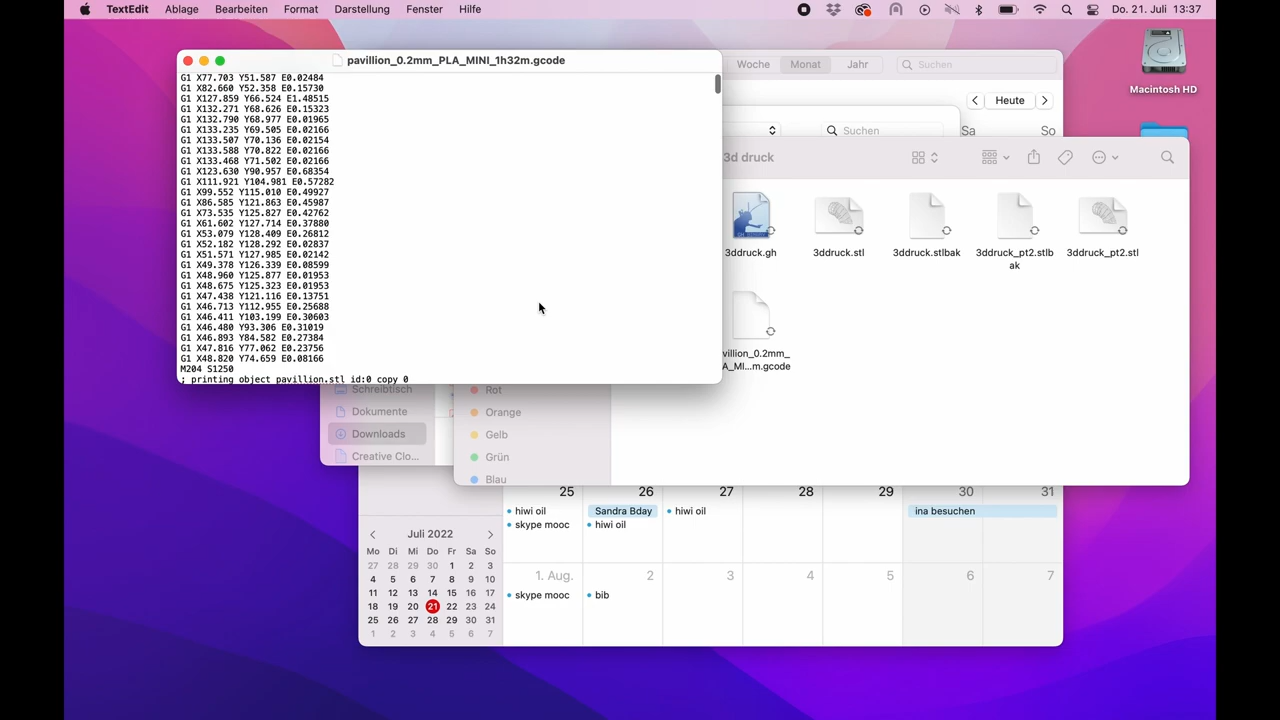 TextEdit Ablage Bearbeiten Format Darstellung Fenster Hilfe
Do. 21. Juli 13:37
pavillion_0.2mm_PLA_MINI_1h32m.gcode
G1 X77.703 Y51.587 E0.02484
G1 X82.660 Y52.358 E0.15730
G1 X127.859 Y66.524 E1.48515
G1 X132.271 Y68.626 E0.15323
G1 X132.790 Y68.977 E0.01965
G1 X133.235 Y69.505 E0.02166
G1 X133.507 Y70.136 E0.02154
G1 X133.588 Y70.822 E0.02166
G1 X133.468 Y71.502 E0.02166
G1 X123.630 Y90.957 E0.68354
G1 X111.921 Y104.981 E0.57282
G1 X99.552 Y115.010 E0.49927
G1 X86.585 Y121.863 E0.45987
G1 X73.535 Y125.827 E0.42762
G1 X61.602 Y127.714 E0.37880
G1 X53.079 Y128.409 E0.26812
G1 X52.182 Y128.292 E0.02837
G1 X51.571 Y127.985 E0.02142
G1 X49.378 Y126.339 E0.08599
G1 X48.960 Y125.877 E0.01953
G1 X48.675 Y125.323 E0.01953
G1 X47.438 Y121.116 E0.13751
G1 X46.713 Y112.955 E0.25688
G1 X46.411 Y103.199 E0.30603
G1 X46.480 Y93.306 E0.31019
G1 X46.893 Y84.582 E0.27384
G1 X47.816 Y77.062 E0.23756
G1 X48.820 Y74.659 E0.08166
M204 S1250
; printing object pavillion.stl id:0 copy 0
Woche Monat Jahr Suchen
Heute
Suchen
Sa So
3d druck
3ddruck.gh
3ddruck.stl
3ddruck.stlbak
3ddruck_pt2.stlb
ak
3ddruck_pt2.stl
villion_0.2mm_
A_MI...m.gcode
Macintosh HD
Schreibtisch
Dokumente
Downloads
Creative Clo...
Rot
Orange
Gelb
Grün
Blau
25 26 27 28 29 30 31
hiwi oil Sandra Bday hiwi oil ina besuchen
skype mooc hiwi oil
1. Aug. 2 3 4 5 6 7
skype mooc bib
Juli 2022
Mo Di Mi Do Fr Sa So
27 28 29 30 1 2 3
4 5 6 7 8 9 10
11 12 13 14 15 16 17
18 19 20 21 22 23 24
25 26 27 28 29 30 31
1 2 3 4 5 6 7